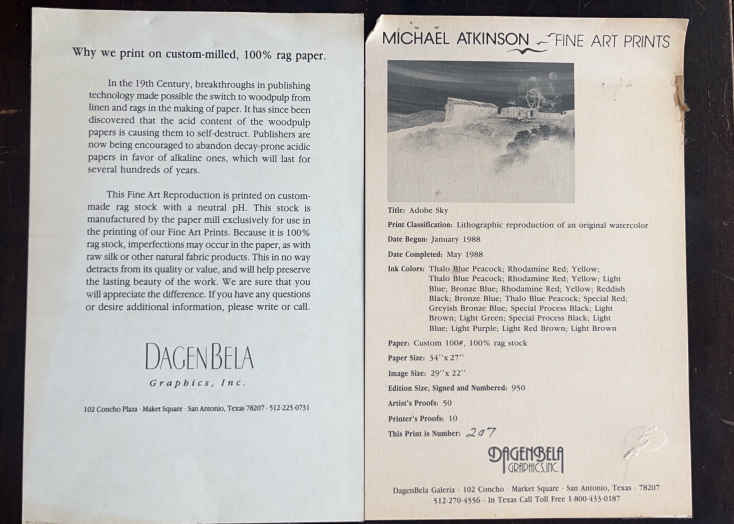 Why we print on custom-milled, 100% rag paper.
In the 19th Century, breakthroughs in publishing
technology made possible the switch to woodpulp from
linen and rags in the making of paper. It has since been
discovered that the acid content of the woodpulp
papers is causing them to self-destruct. Publishers are
now being encouraged to abandon decay-prone acidic
papers in favor of alkaline ones, which will last for
several hundreds of years.
This Fine Art Reproduction is printed on custom-
made rag stock with a neutral pH. This stock is
manufactured by the paper mill exclusively for use in
the printing of our Fine Art Prints. Because it is 100%
rag stock, imperfections may occur in the paper, as with
raw silk or other natural fabric products. This in no way
detracts from its quality or value, and will help preserve
the lasting beauty of the work. We are sure that you
will appreciate the difference. If you have any questions
or desire additional information, please write or call.
DAGENBELA
Graphics, Inc.
102 Concho Plaza · Maket Square · San Antonio, Texas 78207 · 512-225-0731
MICHAEL ATKINSON FINE ART PRINTS
Title: Adobe Sky
Print Classification: Lithographic reproduction of an original watercolor
Date Begun: January 1988
Date Completed: May 1988
Ink Colors: Thalo Blue Peacock; Rhodamine Red; Yellow;
Thalo Blue Peacock; Rhodamine Red; Yellow; Light
Blue; Bronze Blue; Rhodamine Red; Yellow; Reddish
Black; Bronze Blue; Thalo Blue Peacock; Special Red;
Greyish Bronze Blue; Special Process Black; Light
Brown; Light Green; Special Process Black; Light
Blue; Light Purple; Light Red Brown; Light Brown
Paper: Custom 100#, 100% rag stock
Paper Size: 34"x 27"
Image Size: 29"x 22"
Edition Size, Signed and Numbered: 950
Artist's Proofs: 50
Printer's Proofs: 10
This Print is Number: 207
DAGENBELA
GRAPHICS, INC.
DagenBela Galeria · 102 Concho · Market Square · San Antonio, Texas · 78207
512-270-4556 · In Texas Call Toll Free 1-800-433-0187